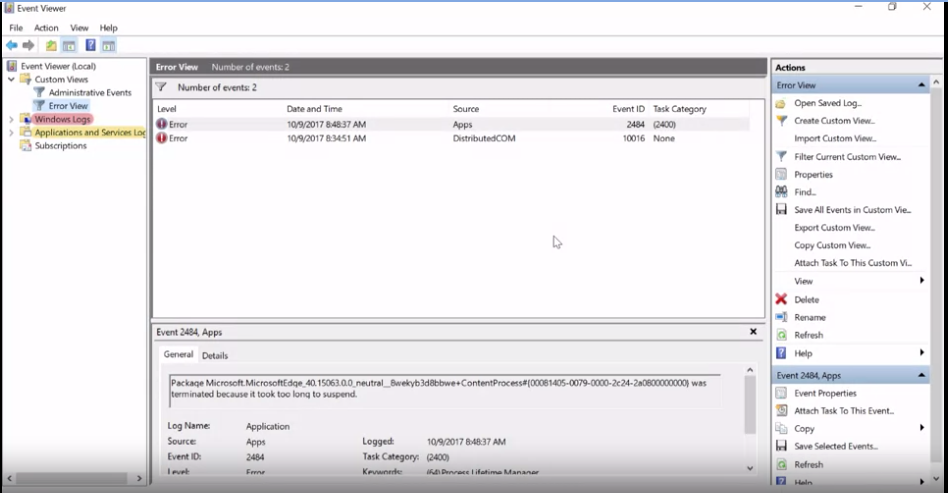 Event Viewer
File Action View Help
Event Viewer (Local)
Custom Views
Administrative Events
Error View
Windows Logs
Applications and Services Log
Subscriptions
Error View Number of events: 2
Number of events: 2
Level Date and Time Source Event ID Task Category
Error 10/9/2017 8:48:37 AM Apps 2484 (2400)
Error 10/9/2017 8:34:51 AM DistributedCOM 10016 None
Event 2484, Apps
General Details
Package Microsoft.MicrosoftEdge_40.15063.0.0_neutral__8wekyb3d8bbwe+ContentProcess#{00081405-0079-0000-2c24-2a0800000000} was
terminated because it took too long to suspend.
Log Name: Application
Source: Apps Logged: 10/9/2017 8:48:37 AM
Event ID: 2484 Task Category: (2400)
Level: Error Keywords: (64) Process Lifetime Manager
Actions
Error View
Open Saved Log...
Create Custom View...
Import Custom View...
Filter Current Custom View...
Properties
Find...
Save All Events in Custom Vie...
Export Custom View...
Copy Custom View...
Attach Task To This Custom Vi...
View
Delete
Rename
Refresh
Help
Event 2484, Apps
Event Properties
Attach Task To This Event...
Copy
Save Selected Events...
Refresh
Help